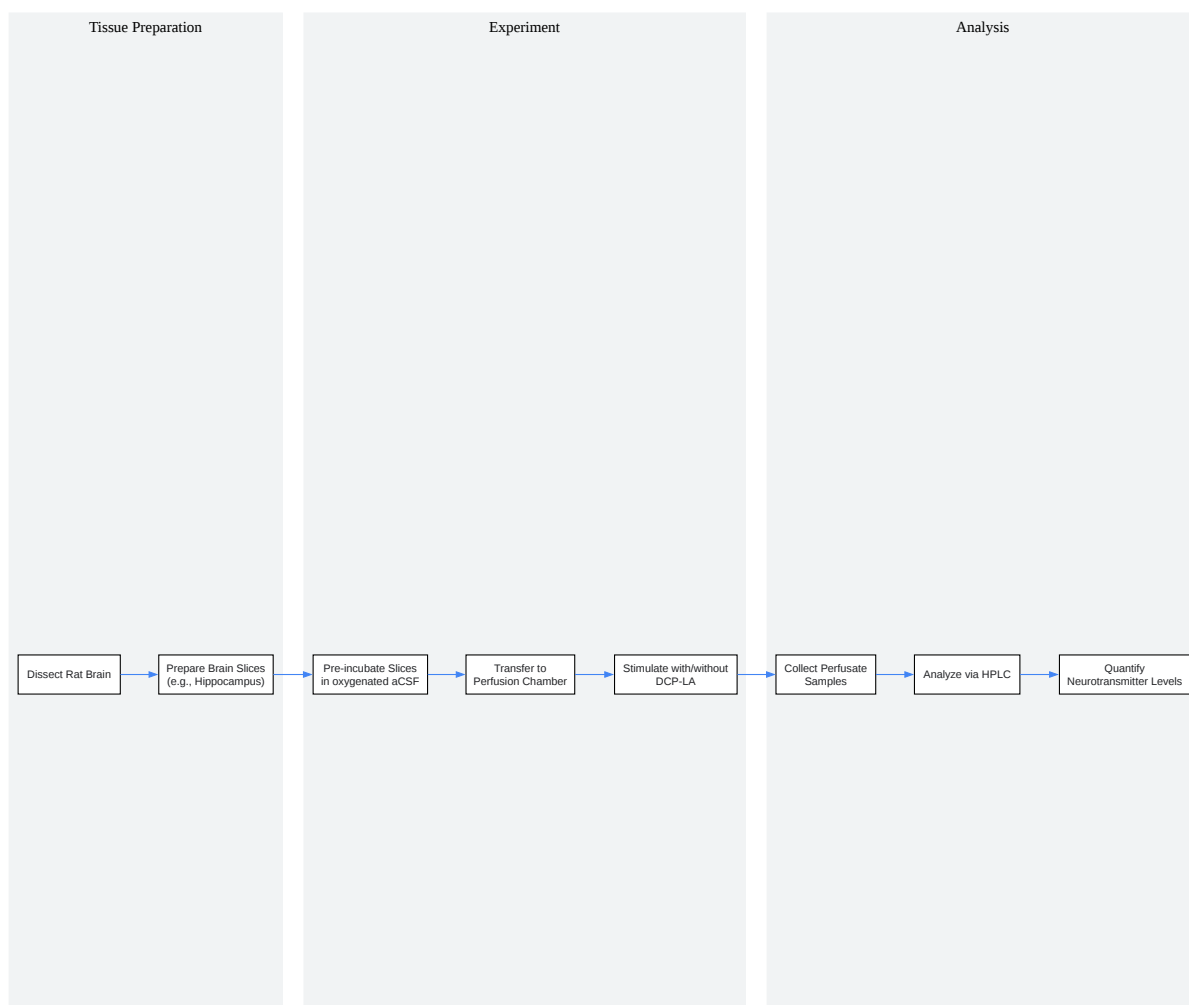 Tissue Preparation
Experiment
Analysis
Dissect Rat Brain
Prepare Brain Slices
(e.g., Hippocampus)
Pre-incubate Slices
in oxygenated aCSF
Transfer to
Perfusion Chamber
Stimulate with/without
DCP-LA
Collect Perfusate
Samples
Analyze via HPLC
Quantify
Neurotransmitter Levels